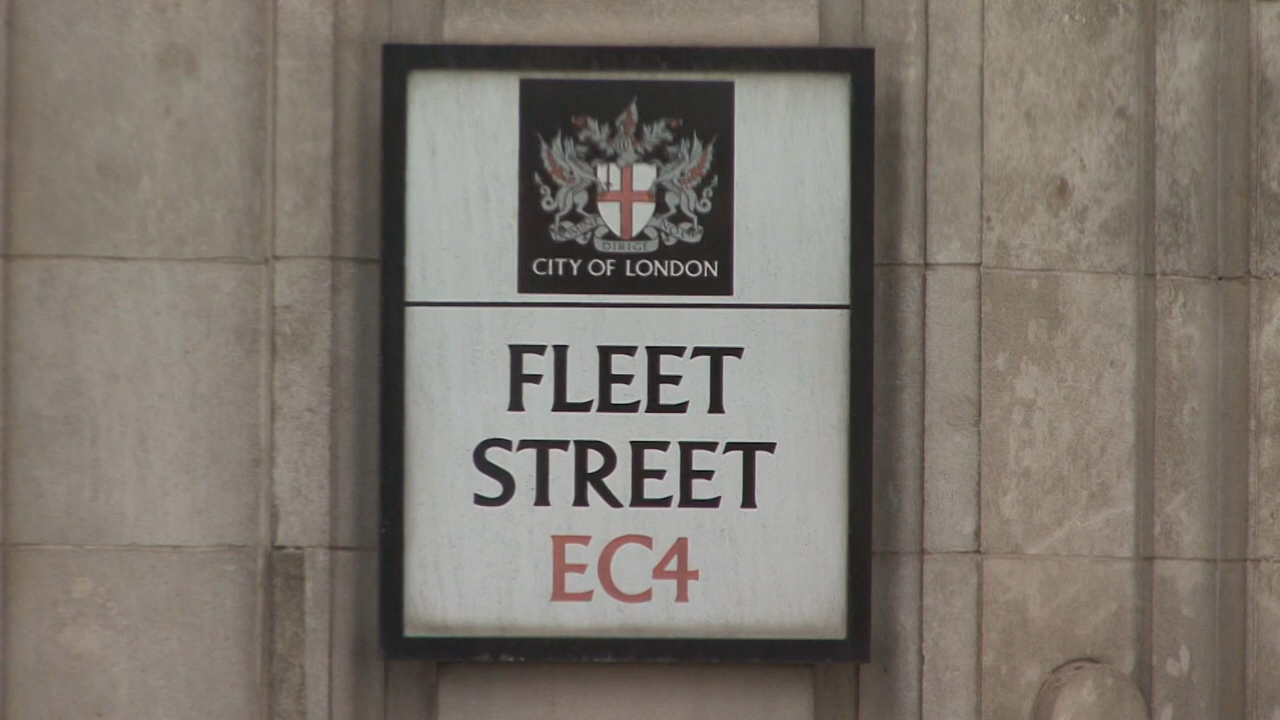 DOMINE DIRIGE NOS
CITY OF LONDON
FLEET
STREET
EC4